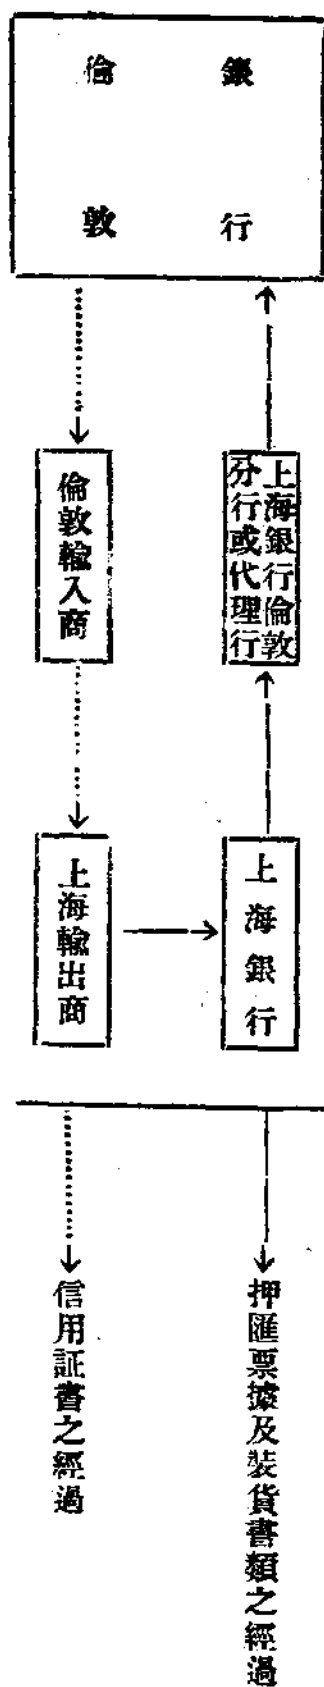 倫敦
銀行
倫敦輸入商
上海銀行倫敦
分行或代理行
上海輸出商
上海銀行
押匯票據及裝貨書類之經過
信用証書之經過